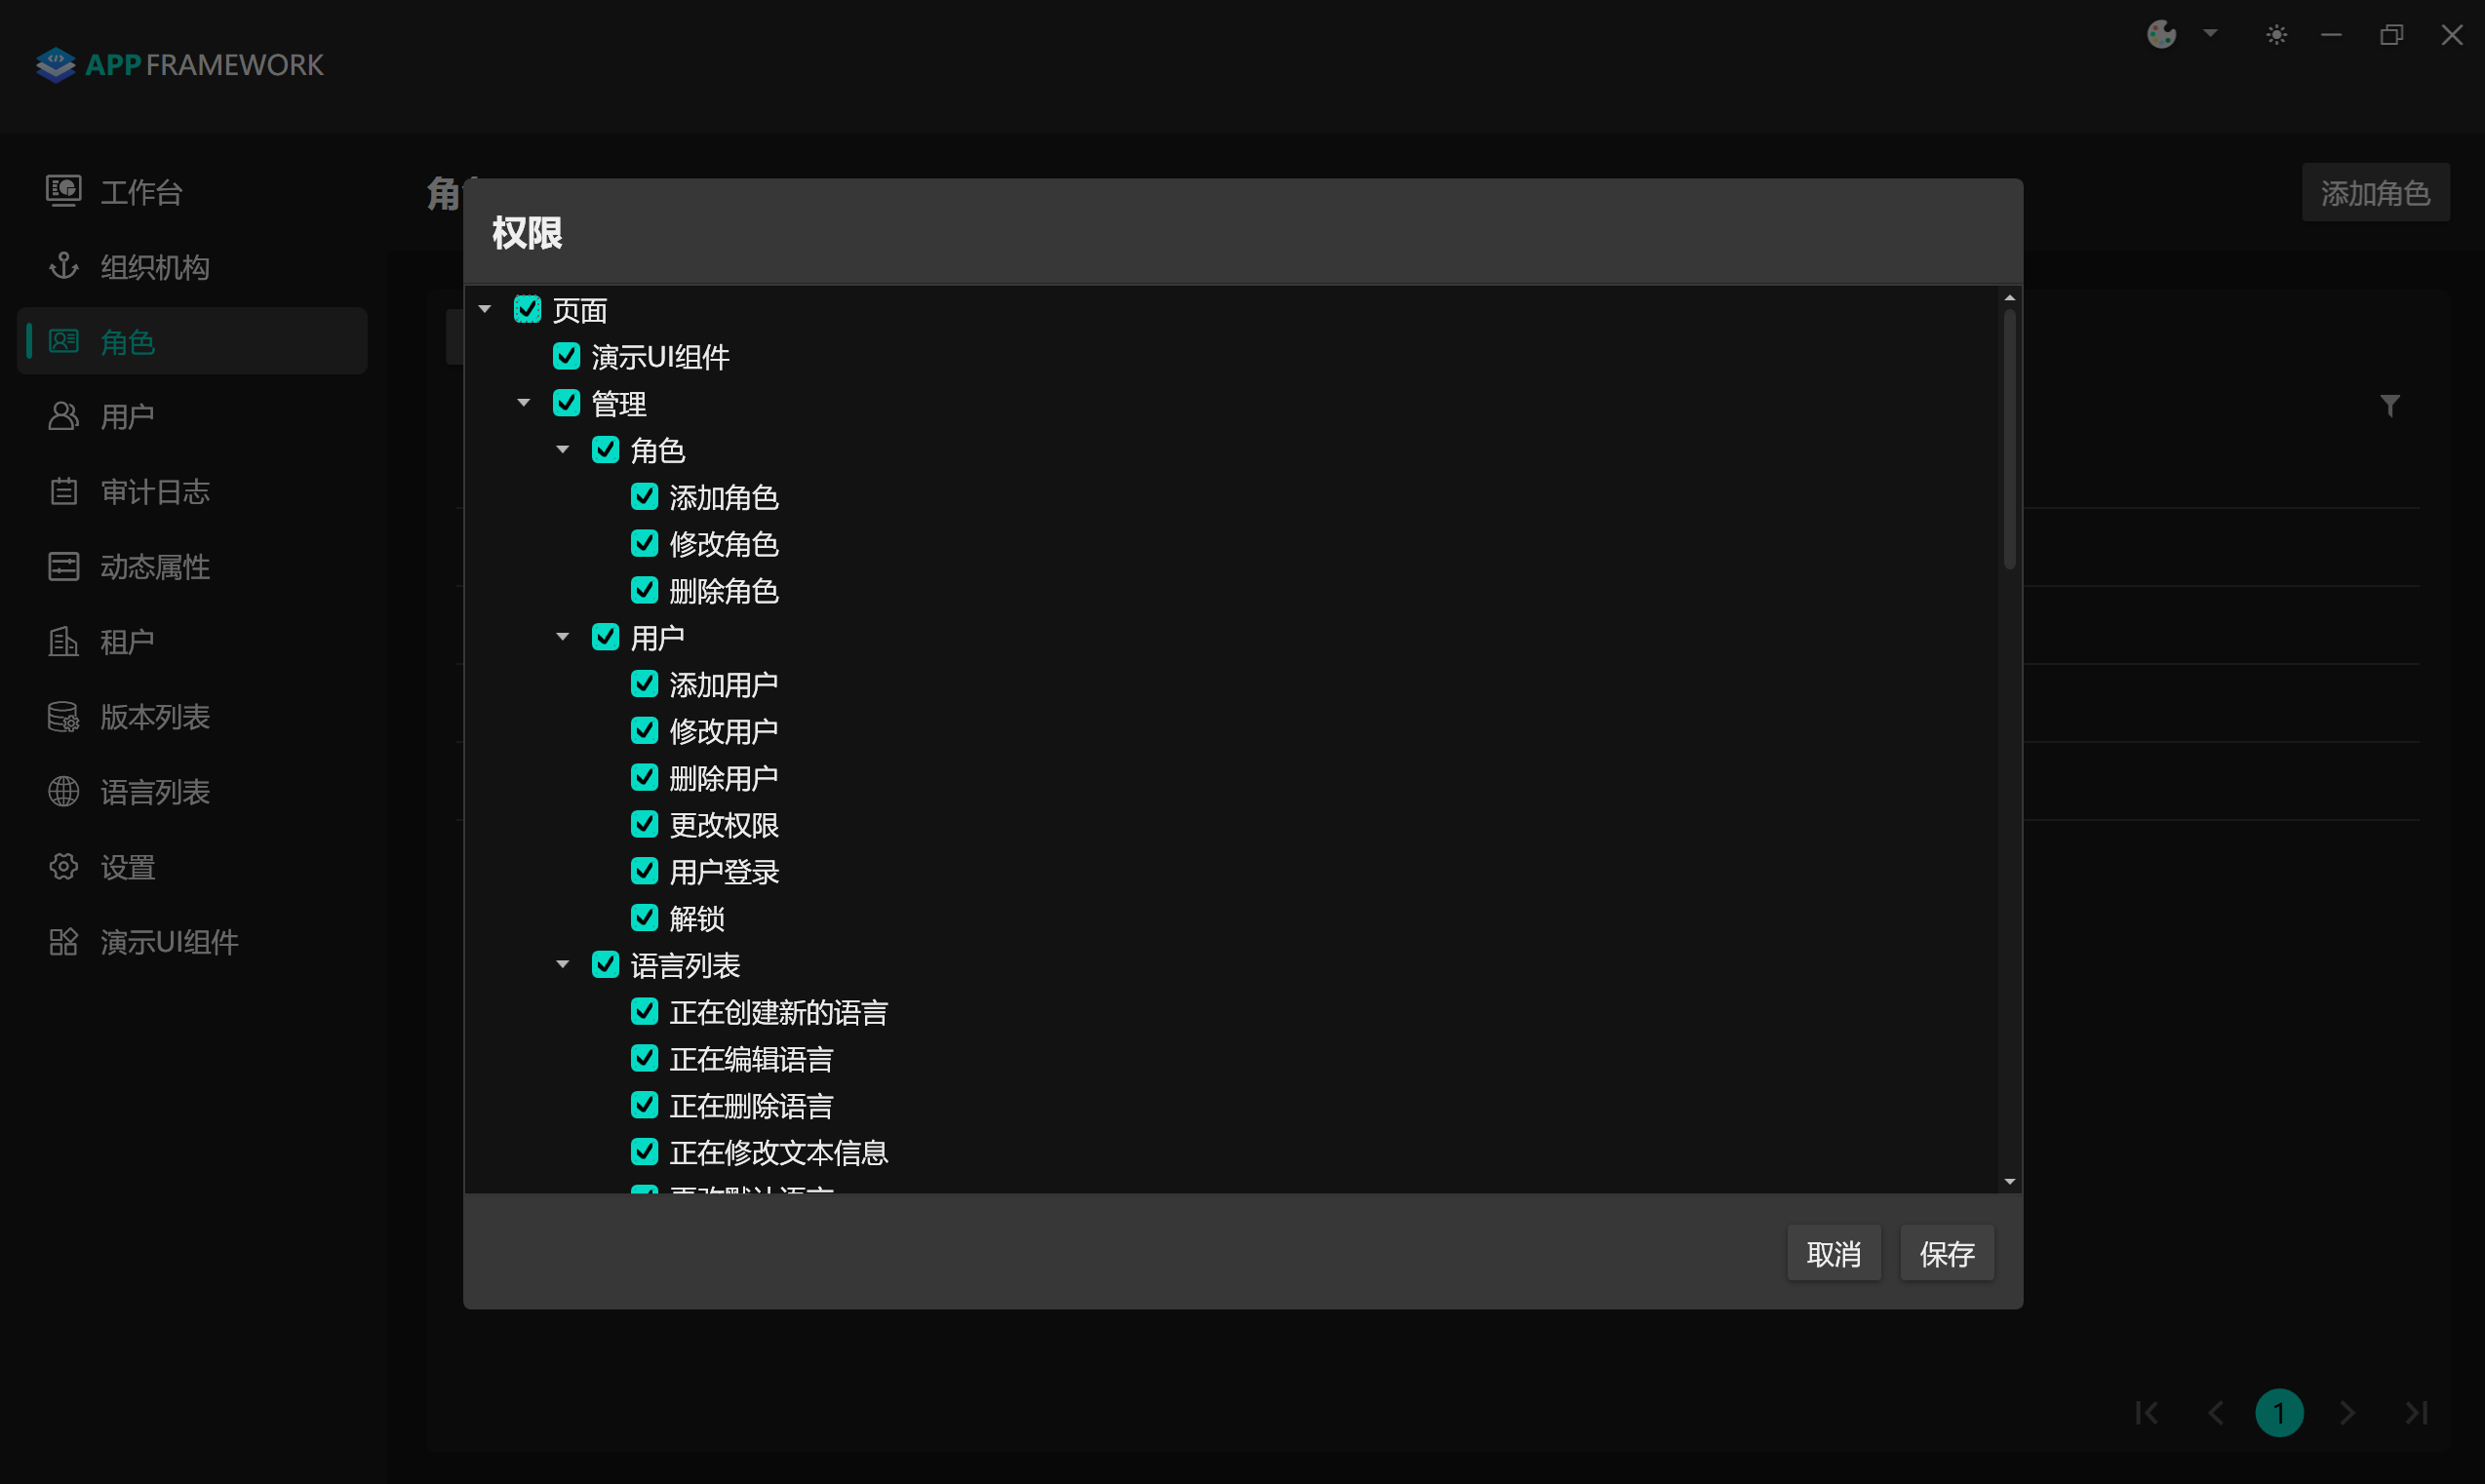 APP FRAMEWORK
工作台
组织机构
角色
用户
审计日志
动态属性
租户
版本列表
语言列表
设置
演示UI组件
角
添加角色
权限
页面
演示UI组件
管理
角色
添加角色
修改角色
删除角色
用户
添加用户
修改用户
删除用户
更改权限
用户登录
解锁
语言列表
正在创建新的语言
正在编辑语言
正在删除语言
正在修改文本信息
取消
保存
1